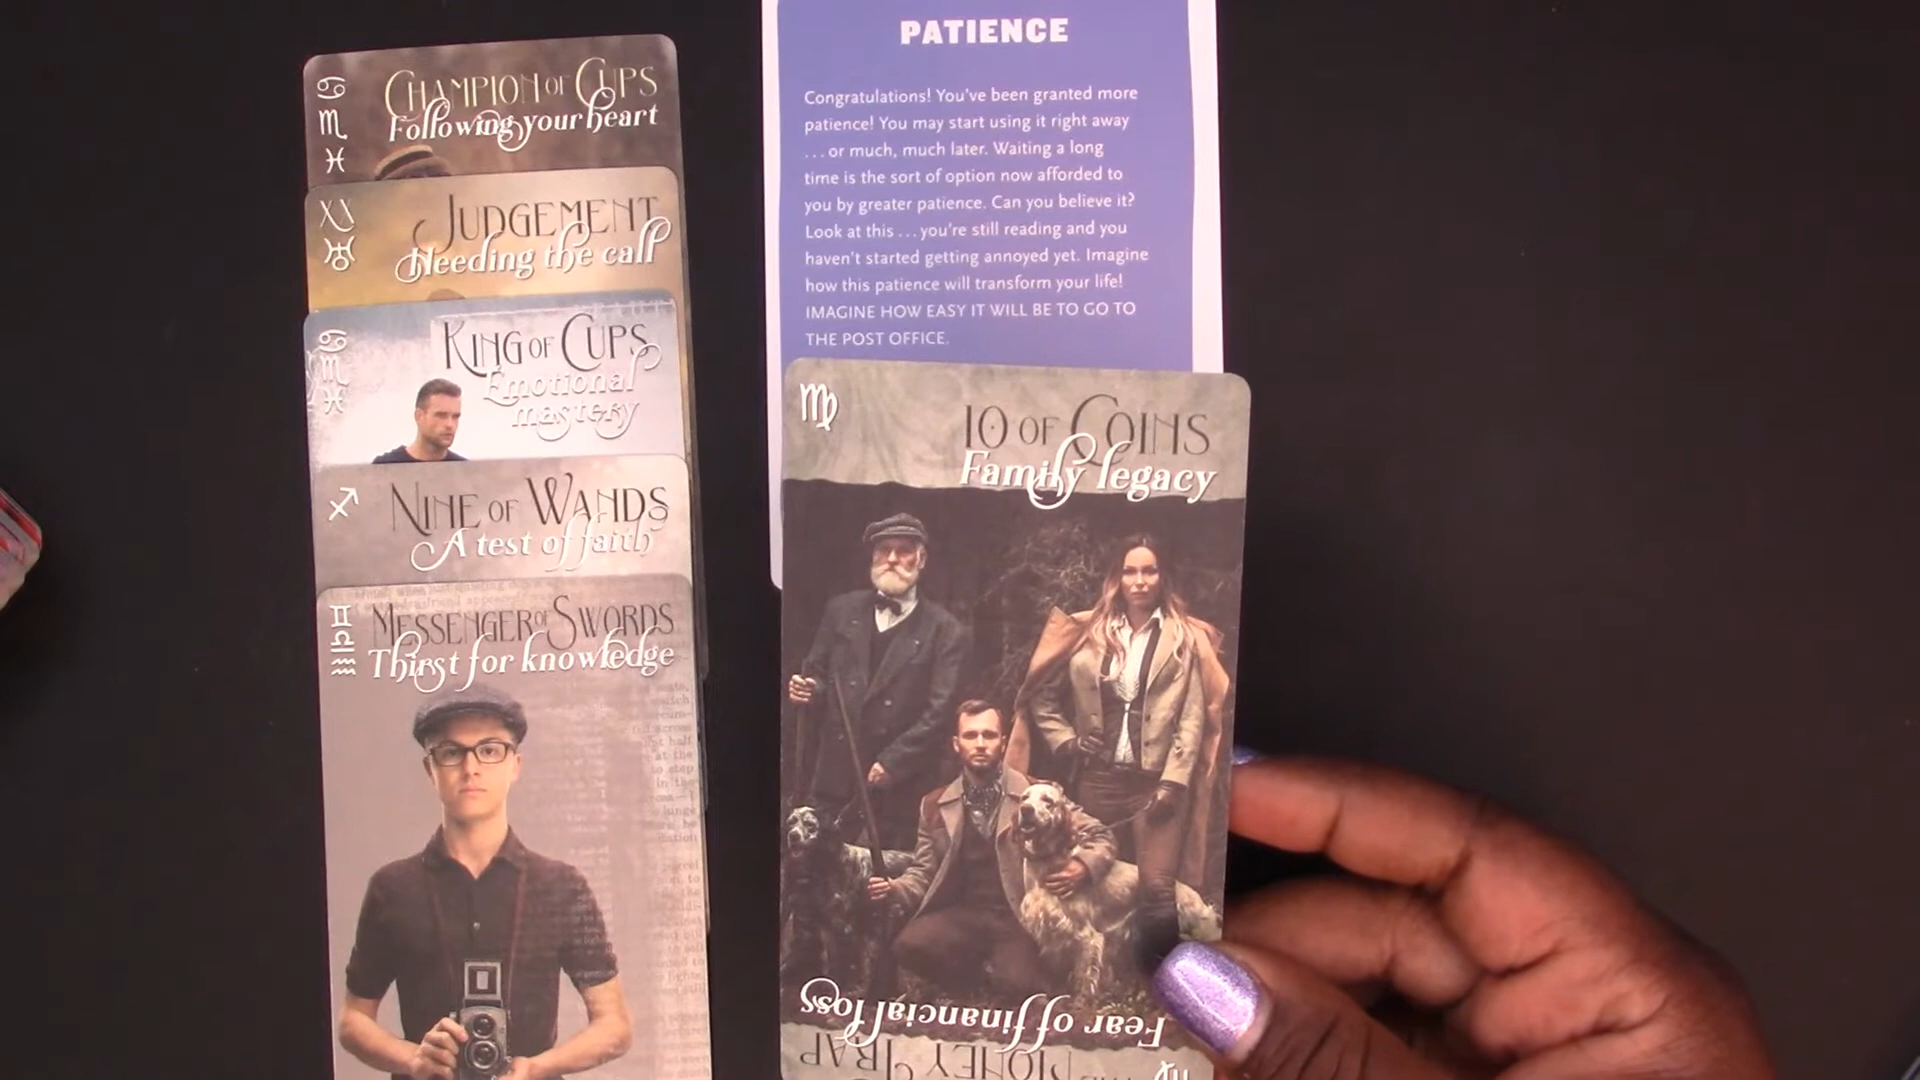 CHAMPION OF CUPS
Following your heart
JUDGEMENT
Heeding the call
KING OF CUPS
Emotional
mastery
NINE OF WANDS
A test of faith
MESSENGER OF SWORDS
Thirst for knowledge
PATIENCE
Congratulations! You've been granted more
patience! You may start using it right away
...or much, much later. Waiting a long
time is the sort of option now afforded to
you by greater patience. Can you believe it?
Look at this ... you're still reading and you
haven't started getting annoyed yet. Imagine
how this patience will transform your life!
IMAGINE HOW EASY IT WILL BE TO GO TO
THE POST OFFICE.
10 OF COINS
Family legacy
Fear of financial loss
THE MONEY TRAP